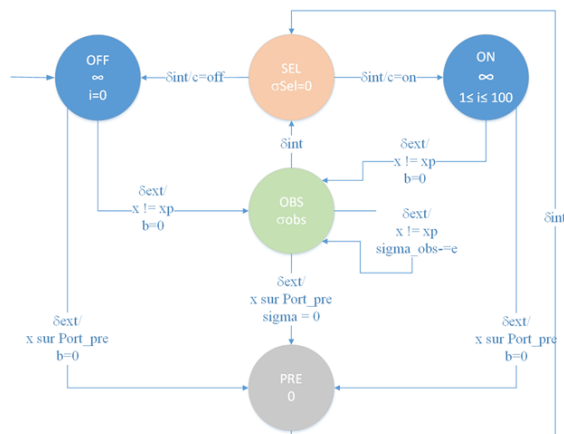 OFF
∞
i=0
δint/c=off
SEL
σSel=0
δint/c=on
ON
∞
1≤ i≤ 100
δint
δext/
x != xp
b=0
δext/
x != xp
b=0
OBS
σobs
δext/
x != xp
sigma_obs-=e
δint
δext/
x sur Port_pre
sigma = 0
δext/
x sur Port_pre
b=0
δext/
x sur Port_pre
b=0
PRE
0